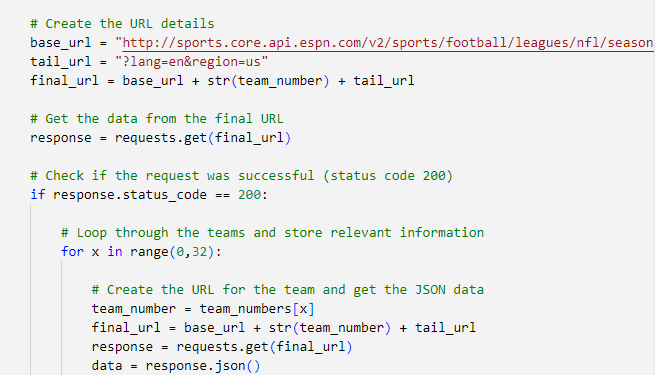 # Create the URL details
base_url = "http://sports.core.api.espn.com/v2/sports/football/leagues/nfl/season
tail_url = "?lang=en&region=us"
final_url = base_url + str(team_number) + tail_url
# Get the data from the final URL
response = requests.get(final_url)
# Check if the request was successful (status code 200)
if response.status_code == 200:
# Loop through the teams and store relevant information
for x in range(0,32):
# Create the URL for the team and get the JSON data
team_number = team_numbers[x]
final_url = base_url + str(team_number) + tail_url
response = requests.get(final_url)
data = response.json()